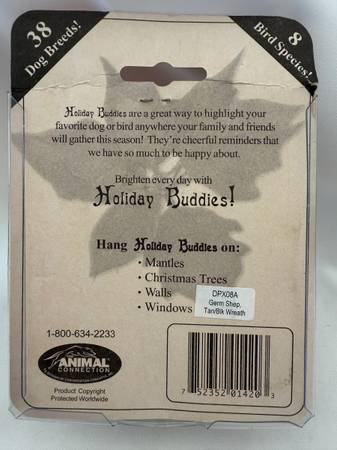 38
Dog Breeds!
8
Bird Species!
Holiday Buddies are a great way to highlight your
favorite dog or bird anywhere your family and friends
will gather this season! They're cheerful reminders that
we have so much to be happy about.
Brighten every day with
Holiday Buddies!
Hang Holiday Buddies on:
• Mantles
• Christmas Trees
• Walls
• Windows
DPX08A
Germ Shep,
Tan/Blk Wreath
1-800-634-2233
ANIMAL
CONNECTION
Product Copyright
Protected Worldwide
7 52352 01420 3